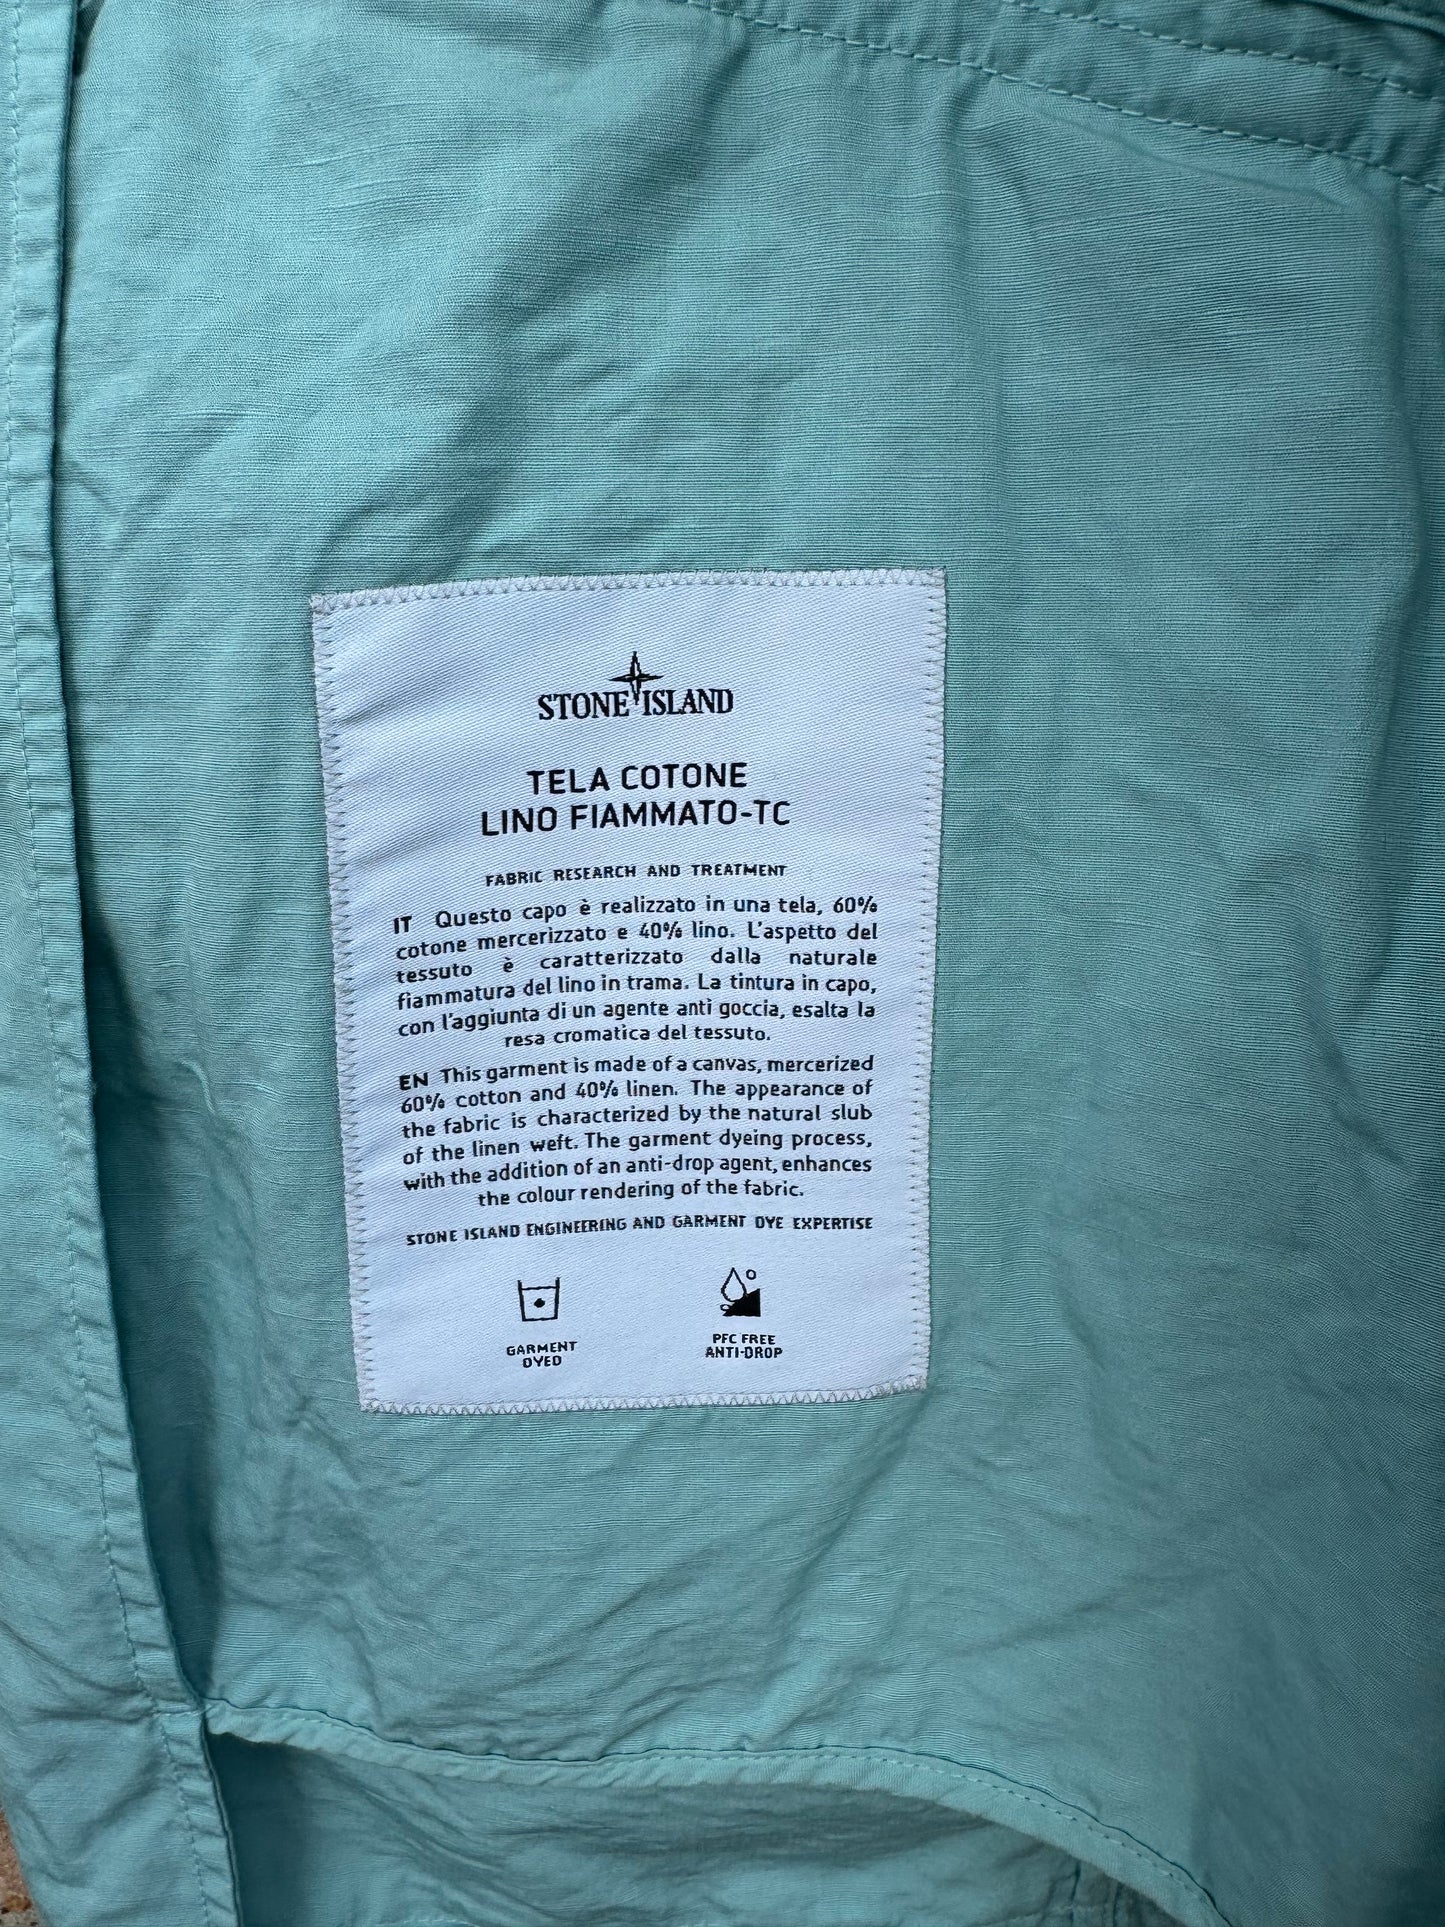 STONE ISLAND
TELA COTONE
LINO FIAMMATO-TC
FABRIC RESEARCH AND TREATMENT
IT Questo capo è realizzato in una tela, 60%
cotone mercerizzato e 40% lino. L'aspetto del
tessuto è caratterizzato dalla naturale
fiammatura del lino in trama. La tintura in capo,
con l'aggiunta di un agente anti goccia, esalta la
resa cromatica del tessuto.
EN This garment is made of a canvas, mercerized
60% cotton and 40% linen. The appearance of
the fabric is characterized by the natural slub
of the linen weft. The garment dyeing process,
with the addition of an anti-drop agent, enhances
the colour rendering of the fabric.
STONE ISLAND ENGINEERING AND GARMENT DYE EXPERTISE
GARMENT
DYED
PFC FREE
ANTI-DROP